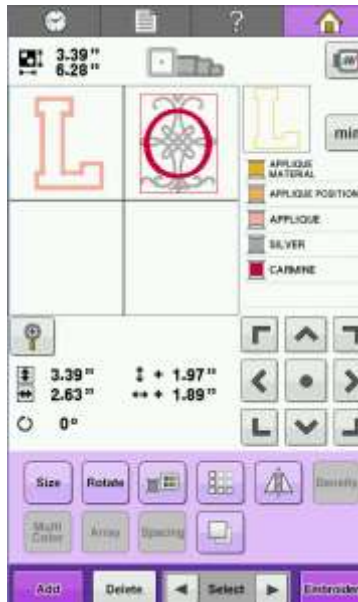 ?
3.39"
6.28"
L
L
min
APPLIQUE
MATERIAL
APPLIQUE POSITION
APPLIQUE
SILVER
CARMINE
3.39"
+ 1.97"
2.63"
+ 1.89"
0°
Size
Rotate
Density
Multi
Color
Array
Spacing
Add
Delete
Select
Embroider